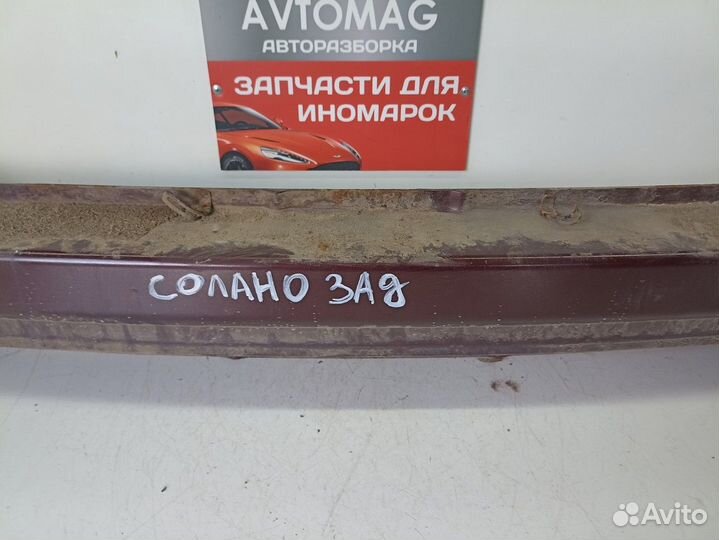 AVTOMAG
АВТОРАЗБОРКА
ЗАПЧАСТИ ДЛЯ
ИНОМАРОК
СОЛАНО ЗАД
Avito